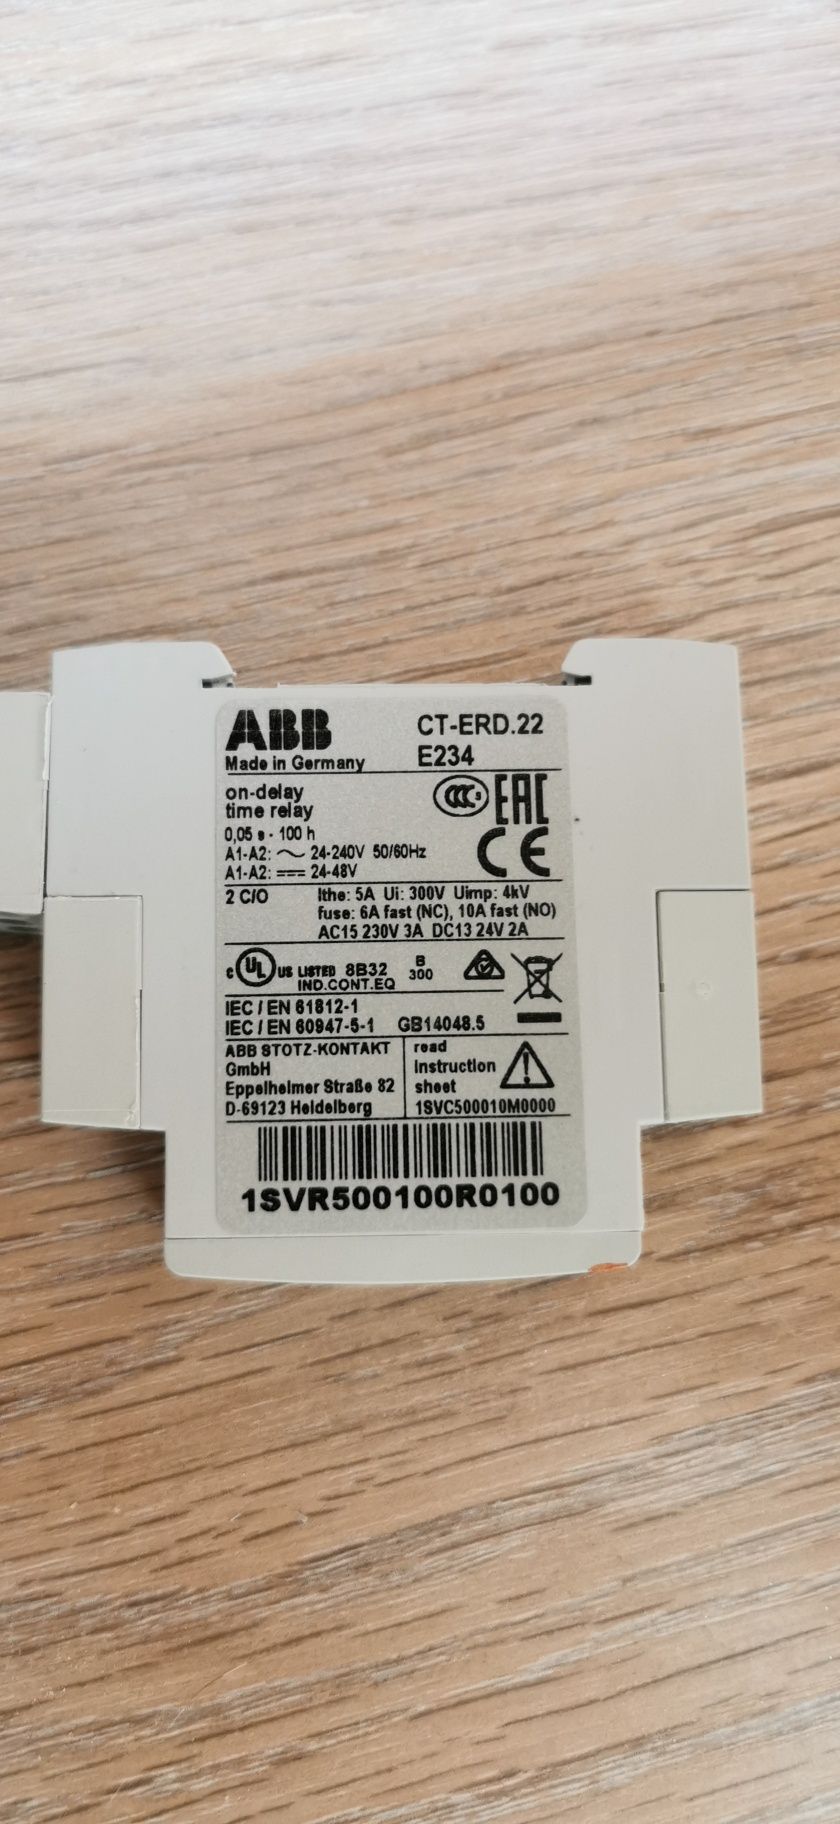 ABB
CT-ERD.22
Made in Germany
E234
on-delay
time relay
CCC S
EAC
0,05 s - 100 h
A1-A2: ~ 24-240V 50/60Hz
A1-A2: 24-48V
CE
2 C/O
Ithe: 5A Ui: 300V Uimp: 4kV
fuse: 6A fast (NC), 10A fast (NO)
AC15 230V 3A DC13 24V 2A
c UL US LISTED 8B32
IND.CONT.EQ
B
300
IEC / EN 61812-1
IEC / EN 60947-5-1 GB14048.5
ABB STOTZ-KONTAKT
GmbH
Eppelheimer Straße 82
D-69123 Heidelberg
read
instruction
sheet
1SVC500010M0000
1SVR500100R0100